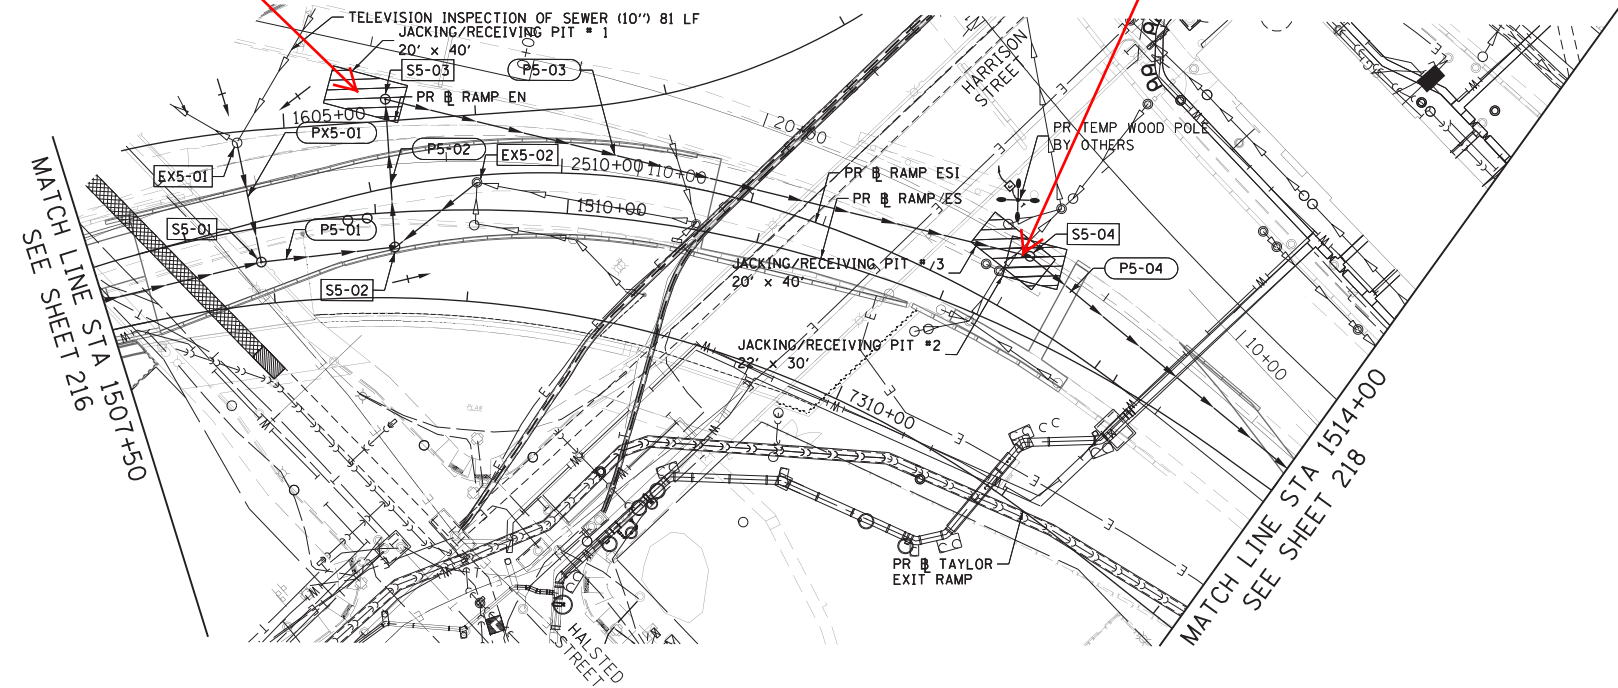 TELEVISION INSPECTION OF SEWER (10") 81 LF
JACKING/RECEIVING PIT # 1
20' x 40'
S5-03
P5-03
PR ℄ RAMP EN
1605+00
PX5-01
P5-02
EX5-02
EX5-01
HARRISON
STREET
120+00
PR TEMP WOOD POLE
BY OTHERS
2510+00
110+00
PR ℄ RAMP ESI
PR ℄ RAMP ES
1510+00
S5-01
P5-01
S5-02
S5-04
P5-04
JACKING/RECEIVING PIT # 3
20' x 40'
JACKING/RECEIVING PIT #2
22' x 30'
MATCH LINE STA 1507+50
SEE SHEET 216
10+00
7310+00
C C
PR ℄ TAYLOR
EXIT RAMP
MATCH LINE STA 1514+00
SEE SHEET 218
HALSTED
STREET